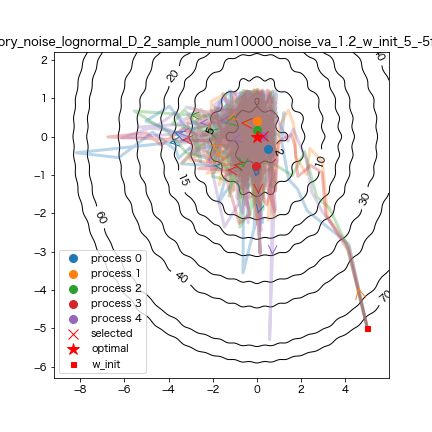 ory_noise_lognormal_D_2_sample_num10000_noise_va_1.2_w_init_5_-5
2
1
0
−1
−2
−3
−4
−5
−6
−8
−6
−4
−2
0
2
4
20
10
5
2
10
15
30
60
40
70
process 0
process 1
process 2
process 3
process 4
selected
optimal
w_init